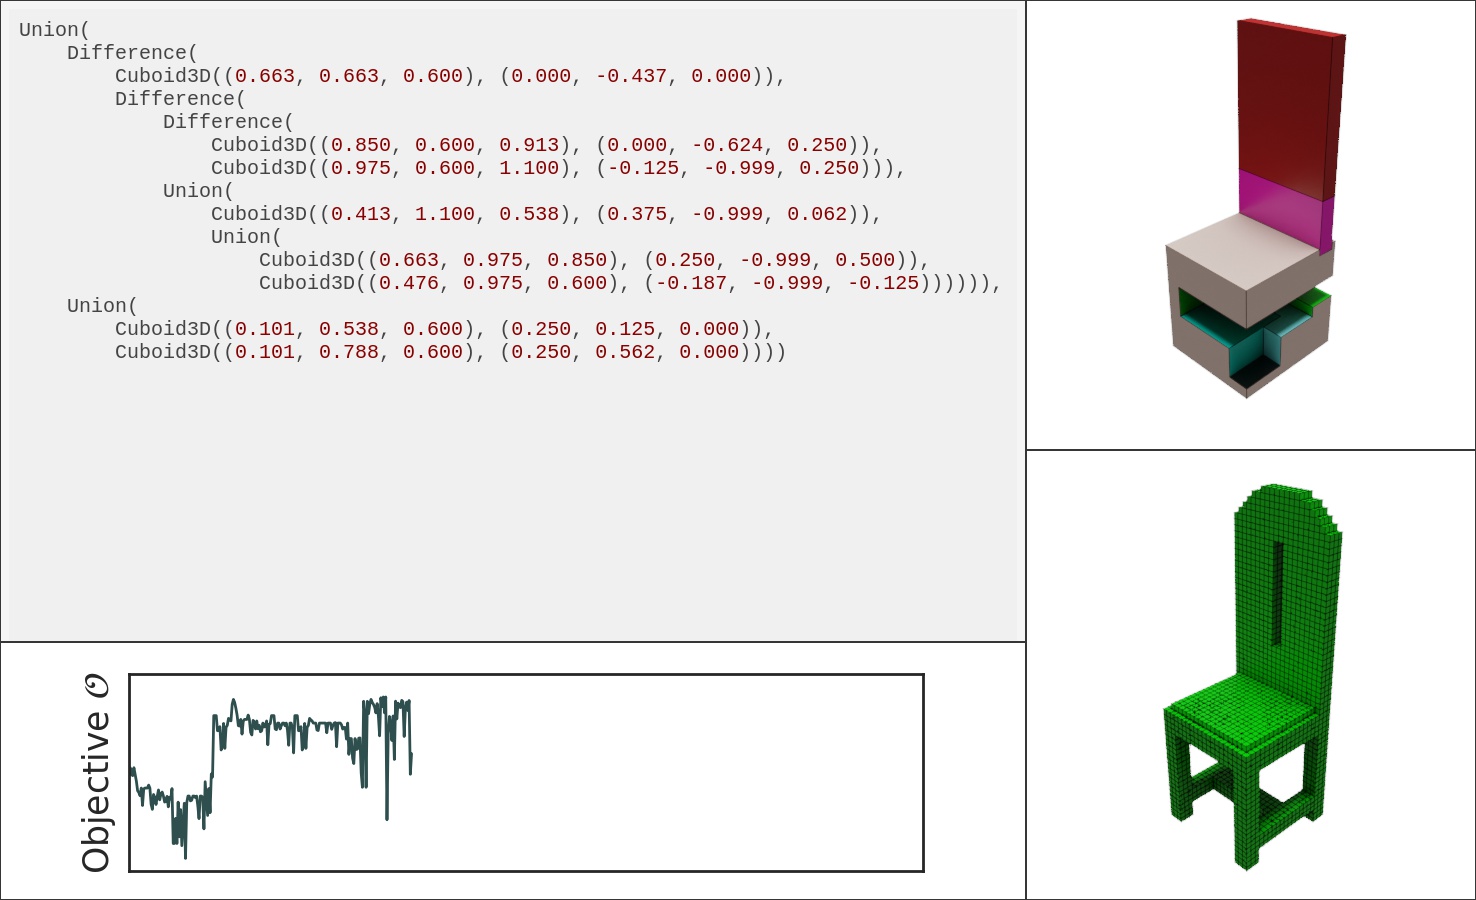 Union(
    Difference(
        Cuboid3D((0.663, 0.663, 0.600), (0.000, -0.437, 0.000)),
        Difference(
            Difference(
                Cuboid3D((0.850, 0.600, 0.913), (0.000, -0.624, 0.250)),
                Cuboid3D((0.975, 0.600, 1.100), (-0.125, -0.999, 0.250))),
            Union(
                Cuboid3D((0.413, 1.100, 0.538), (0.375, -0.999, 0.062)),
                Union(
                    Cuboid3D((0.663, 0.975, 0.850), (0.250, -0.999, 0.500)),
                    Cuboid3D((0.476, 0.975, 0.600), (-0.187, -0.999, -0.125)))))),
    Union(
        Cuboid3D((0.101, 0.538, 0.600), (0.250, 0.125, 0.000)),
        Cuboid3D((0.101, 0.788, 0.600), (0.250, 0.562, 0.000))))
Objective 𝒪